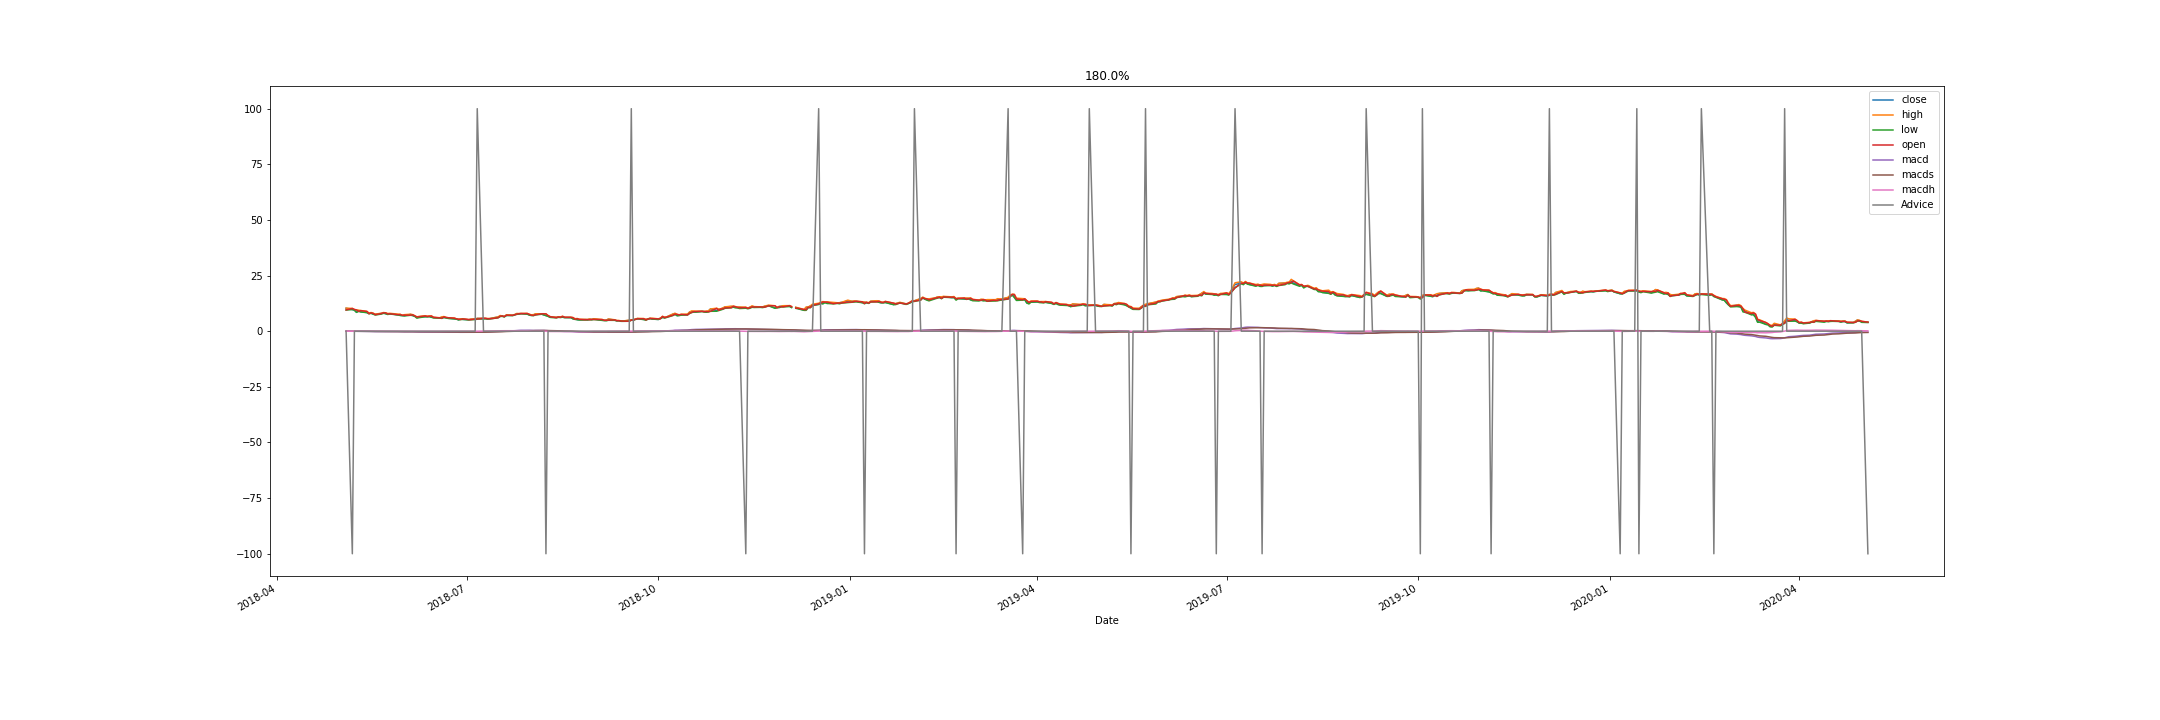 180.0%
100
75
50
25
0
−25
−50
−75
−100
close
high
low
open
macd
macds
macdh
Advice
2018-04
2018-07
2018-10
2019-01
2019-04
2019-07
2019-10
2020-01
2020-04
Date